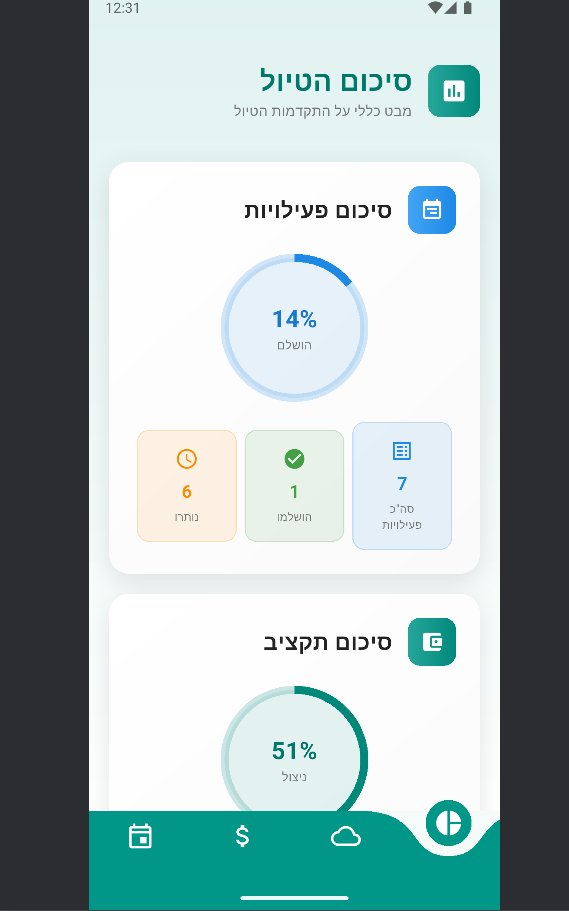 12:31
סיכום הטיול
מבט כללי על התקדמות הטיול
סיכום פעילויות
14%
הושלם
7
סה"כ
פעילויות
1
הושלמו
6
נותרו
סיכום תקציב
51%
ניצול